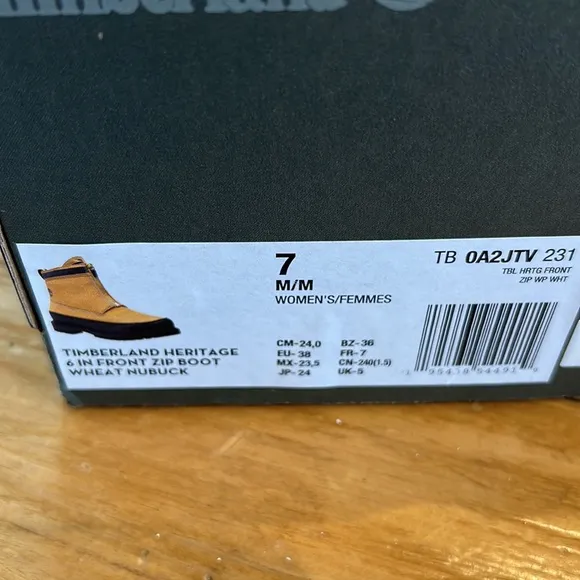 Timberland
7
M/M
WOMEN'S/FEMMES
TB 0A2JTV 231
TBL HRTG FRONT
ZIP WP WHT
TIMBERLAND HERITAGE
6 IN FRONT ZIP BOOT
WHEAT NUBUCK
CM-24,0 BZ-36
EU-38 FR-7
MX-23,5 CN-240(1.5)
JP-24 UK-5